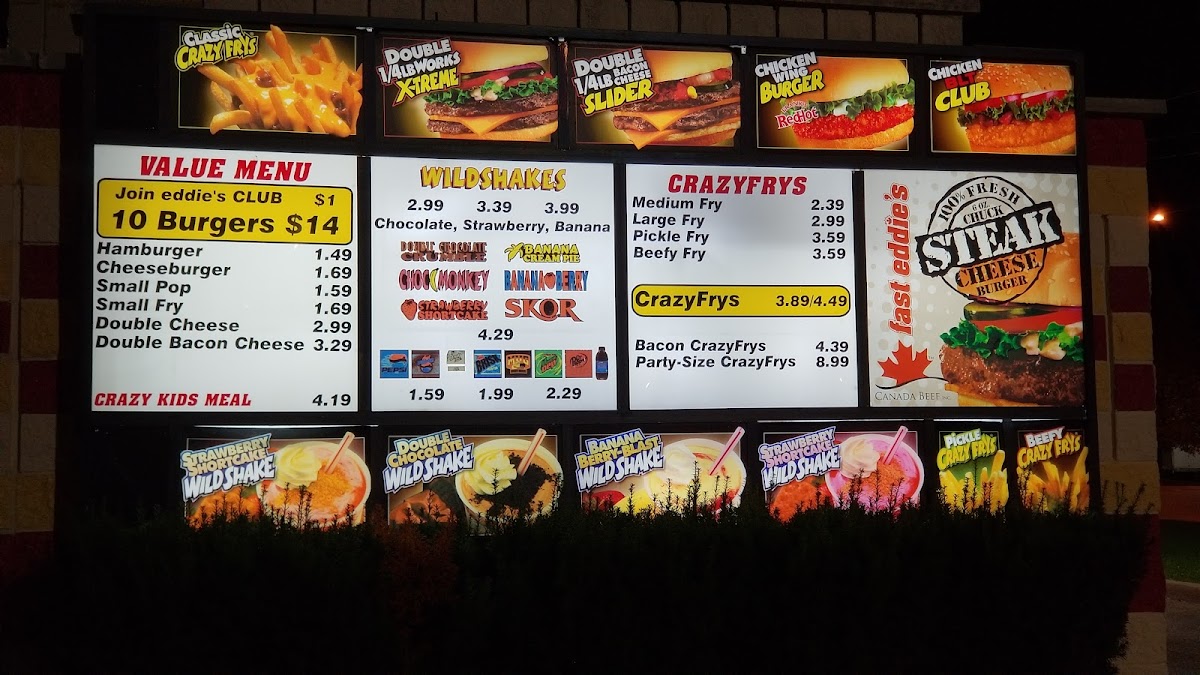 CLASSIC
CRAZY FRYS
DOUBLE
1/4LB WORKS
X-TREME
DOUBLE
1/4LB BACON
CHEESE
SLIDER
CHICKEN
WING
BURGER
RedHot
CHICKEN
CLUB
VALUE MENU
Join eddie's CLUB $1
10 Burgers $14
Hamburger 1.49
Cheeseburger 1.69
Small Pop 1.59
Small Fry 1.69
Double Cheese 2.99
Double Bacon Cheese 3.29
CRAZY KIDS MEAL 4.19
WILDSHAKES
2.99 3.39 3.99
Chocolate, Strawberry, Banana
DOUBLE CHOCOLATE
BANANA
CREAM PIE
CHOC MONKEY
BANANA BERRY
STRAWBERRY
SHORTCAKE
SKOR
4.29
PEPSI
1.59 1.99 2.29
CRAZYFRYS
Medium Fry 2.39
Large Fry 2.99
Pickle Fry 3.59
Beefy Fry 3.59
CrazyFrys 3.89/4.49
Bacon CrazyFrys 4.39
Party-Size CrazyFrys 8.99
fast eddie's
100% FRESH
6 OZ.
CHUCK
STEAK
CHEESE
BURGER
CANADA BEEF INC.
STRAWBERRY
SHORTCAKE
WILD SHAKE
DOUBLE
CHOCOLATE
WILD SHAKE
BANANA
BERRY-BLAST
WILD SHAKE
STRAWBERRY
SHORTCAKE
WILD SHAKE
PICKLE
CRAZY FRYS
BEEFY
CRAZY FRYS